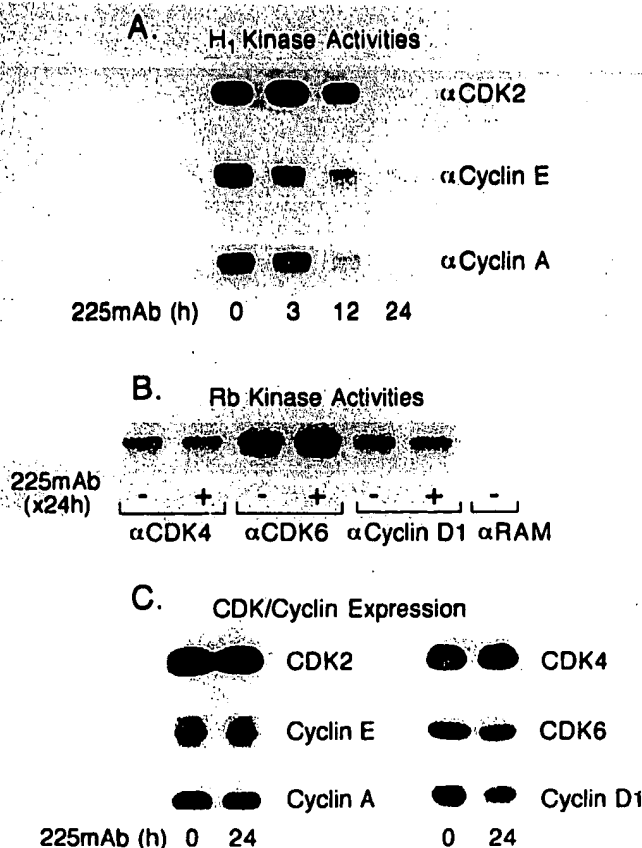 A.
H₁ Kinase Activities
αCDK2
αCyclin E
αCyclin A
225mAb (h) 0 3 12 24
B.
Rb Kinase Activities
225mAb
(x24h)
- + - + - + -
αCDK4 αCDK6 αCyclin D1 αRAM
C.
CDK/Cyclin Expression
CDK2 CDK4
Cyclin E CDK6
Cyclin A Cyclin D1
225mAb (h) 0 24 0 24